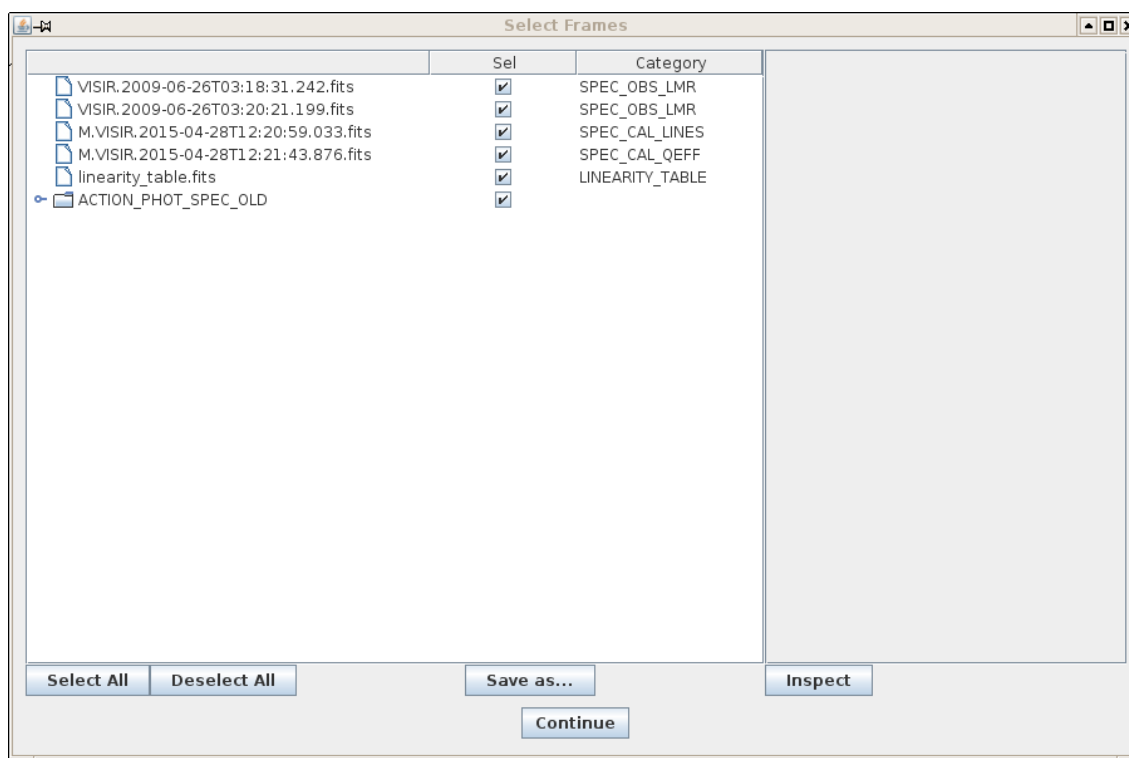 Select Frames
Sel Category
VISIR.2009-06-26T03:18:31.242.fits SPEC_OBS_LMR
VISIR.2009-06-26T03:20:21.199.fits SPEC_OBS_LMR
M.VISIR.2015-04-28T12:20:59.033.fits SPEC_CAL_LINES
M.VISIR.2015-04-28T12:21:43.876.fits SPEC_CAL_QEFF
linearity_table.fits LINEARITY_TABLE
ACTION_PHOT_SPEC_OLD
Select All Deselect All Save as... Inspect
Continue